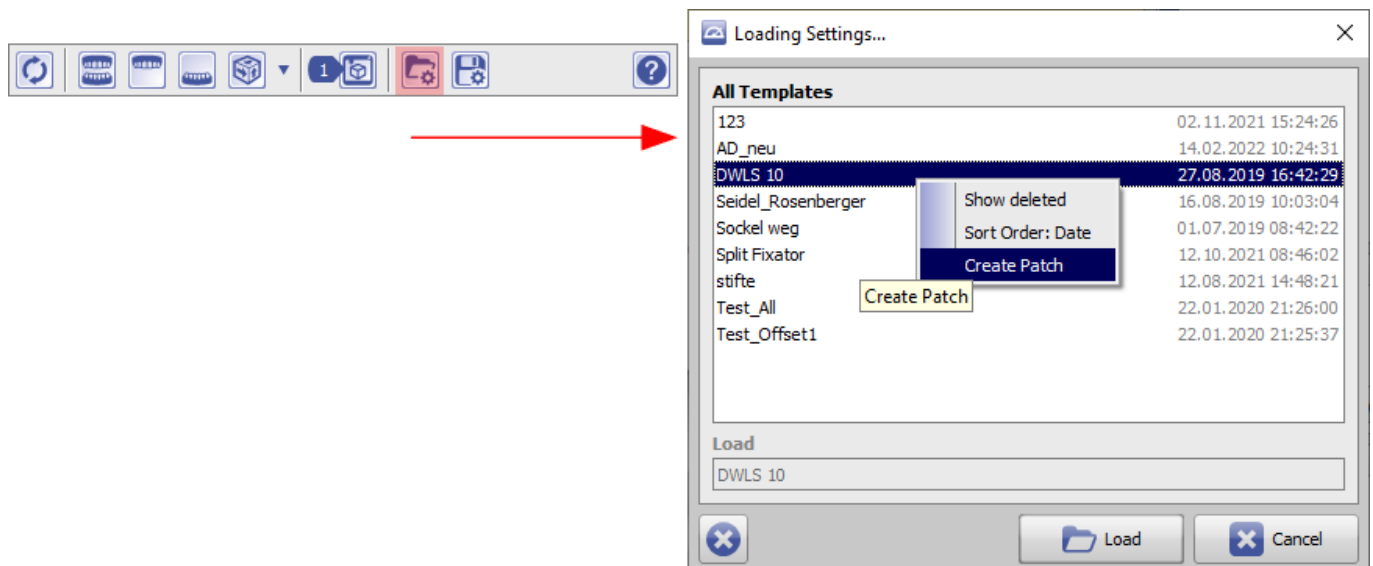 Loading Settings...
1
?
All Templates
123 02.11.2021 15:24:26
AD_neu 14.02.2022 10:24:31
DWLS 10 27.08.2019 16:42:29
Seidel_Rosenberger 16.08.2019 10:03:04
Sockel weg 01.07.2019 08:42:22
Split Fixator 12.10.2021 08:46:02
stifte 12.08.2021 14:48:21
Test_All 22.01.2020 21:26:00
Test_Offset1 22.01.2020 21:25:37
Show deleted
Sort Order: Date
Create Patch
Create Patch
Load
DWLS 10
Load
Cancel